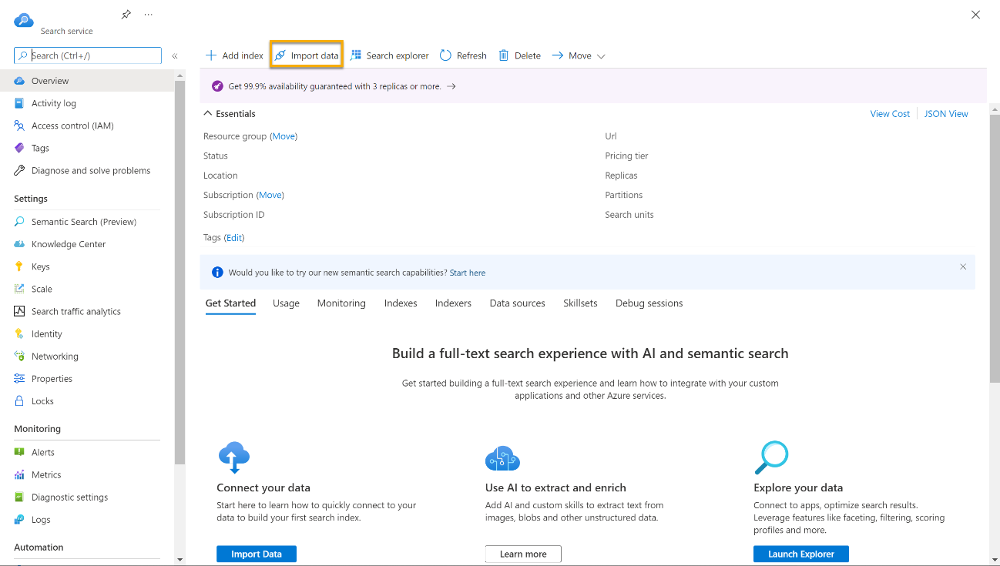 Search service
Search (Ctrl+/)
«
Overview
Activity log
Access control (IAM)
Tags
Diagnose and solve problems
Settings
Semantic Search (Preview)
Knowledge Center
Keys
Scale
Search traffic analytics
Identity
Networking
Properties
Locks
Monitoring
Alerts
Metrics
Diagnostic settings
Logs
Automation
Add index Import data Search explorer Refresh Delete Move
Get 99.9% availability guaranteed with 3 replicas or more. →
Essentials
View Cost JSON View
Resource group (Move)
Status
Location
Subscription (Move)
Subscription ID
Tags (Edit)
Url
Pricing tier
Replicas
Partitions
Search units
Would you like to try our new semantic search capabilities? Start here
Get Started Usage Monitoring Indexes Indexers Data sources Skillsets Debug sessions
Build a full-text search experience with AI and semantic search
Get started building a full-text search experience and learn how to integrate with your custom
applications and other Azure services.
Connect your data
Start here to learn how to quickly connect to your
data to build your first search index.
Import Data
Use AI to extract and enrich
Add AI and custom skills to extract text from
images, blobs and other unstructured data.
Learn more
Explore your data
Connect to apps, optimize search results.
Leverage features like faceting, filtering, scoring
profiles and more.
Launch Explorer